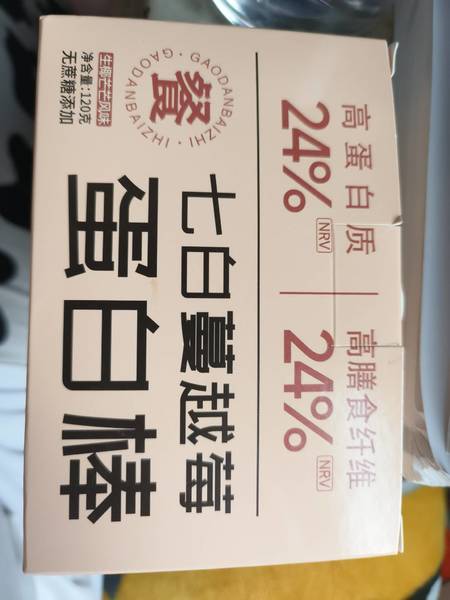 高蛋白质
24% NRV
高膳食纤维
24% NRV
七白蔓越莓
蛋白棒
GAODANBAIZHI · GAODANBAIZHI ·
餐
生椰芒芒风味
净含量:120克
无蔗糖添加